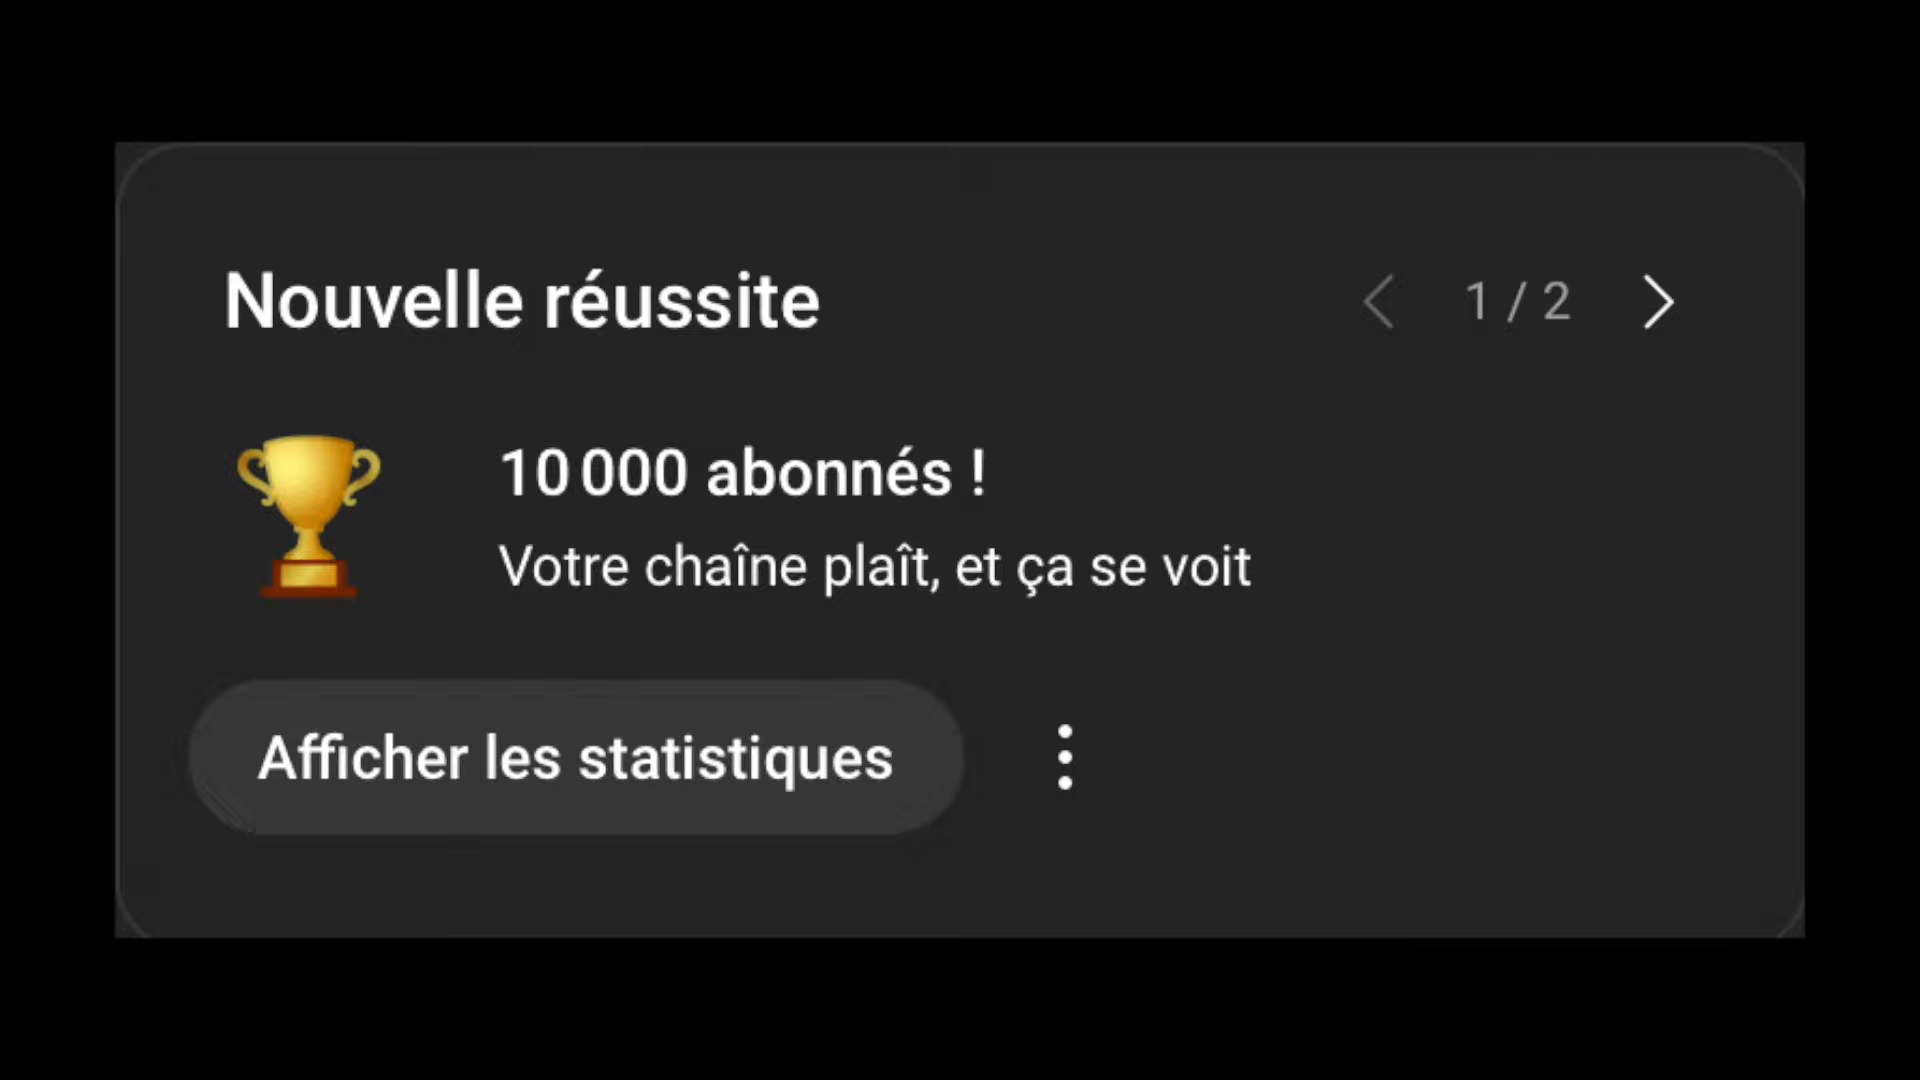 Nouvelle réussite
1 / 2
10 000 abonnés !
Votre chaîne plaît, et ça se voit
Afficher les statistiques